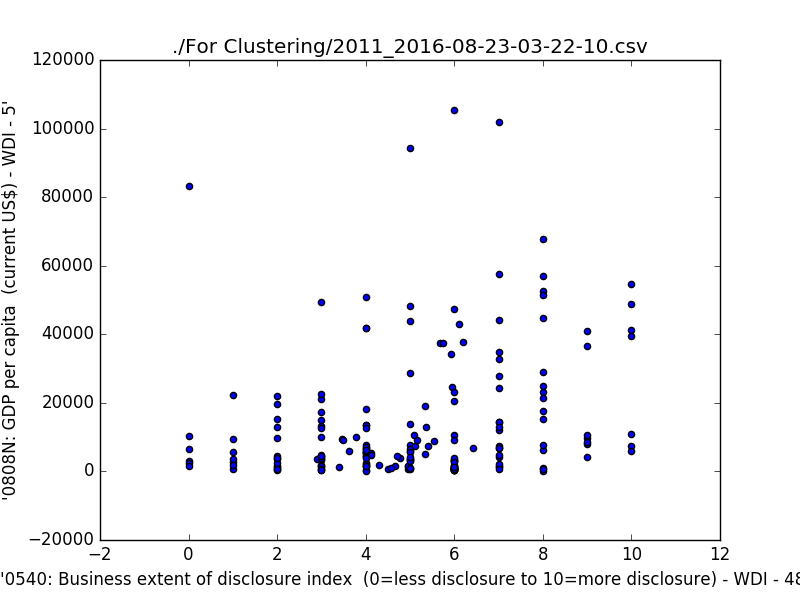 ./For Clustering/2011_2016-08-23-03-22-10.csv
120000
100000
80000
60000
40000
20000
0
−20000
−2 0 2 4 6 8 10 12
'0808N: GDP per capita  (current US$) - WDI - 5'
'0540: Business extent of disclosure index  (0=less disclosure to 10=more disclosure) - WDI - 48